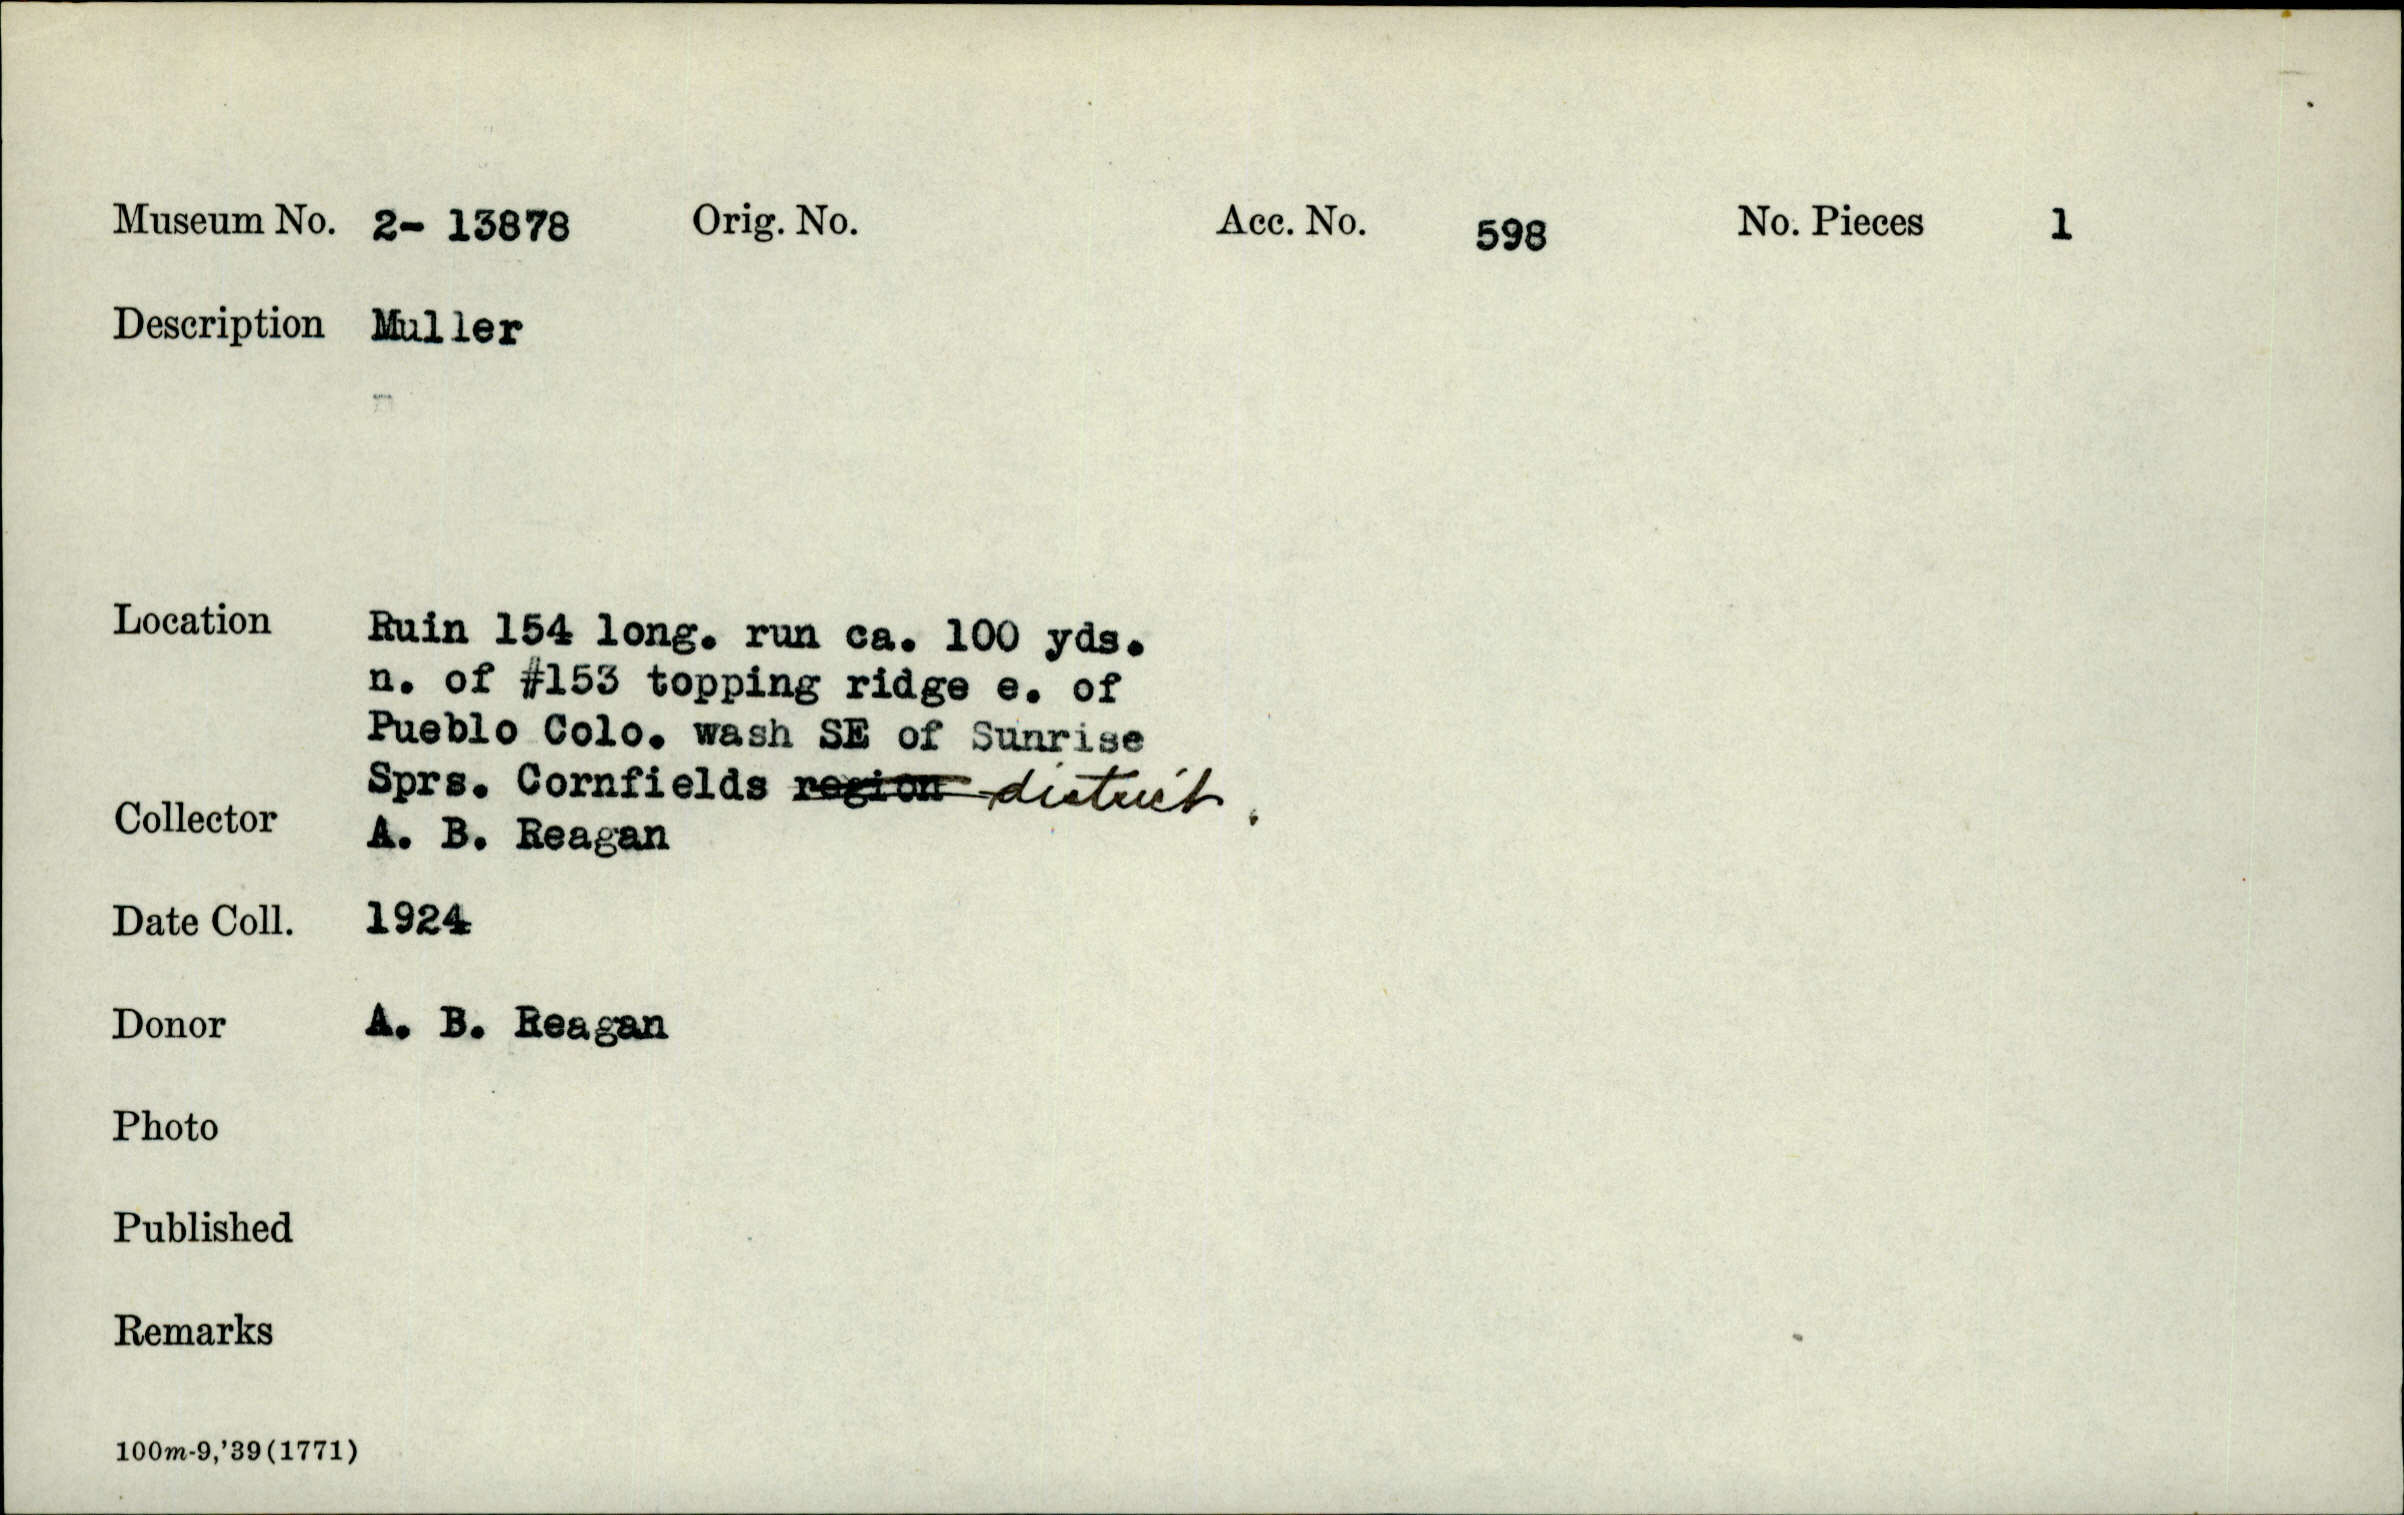 Museum No. 2- 13878 Orig. No. Acc. No. 598 No. Pieces 1
Description Muller
Location Ruin 154 long. run ca. 100 yds.
n. of #153 topping ridge e. of
Pueblo Colo. wash SE of Sunrise
Sprs. Cornfields region district.
Collector A. B. Reagan
Date Coll. 1924
Donor A. B. Reagan
Photo
Published
Remarks
100m-9,'39(1771)